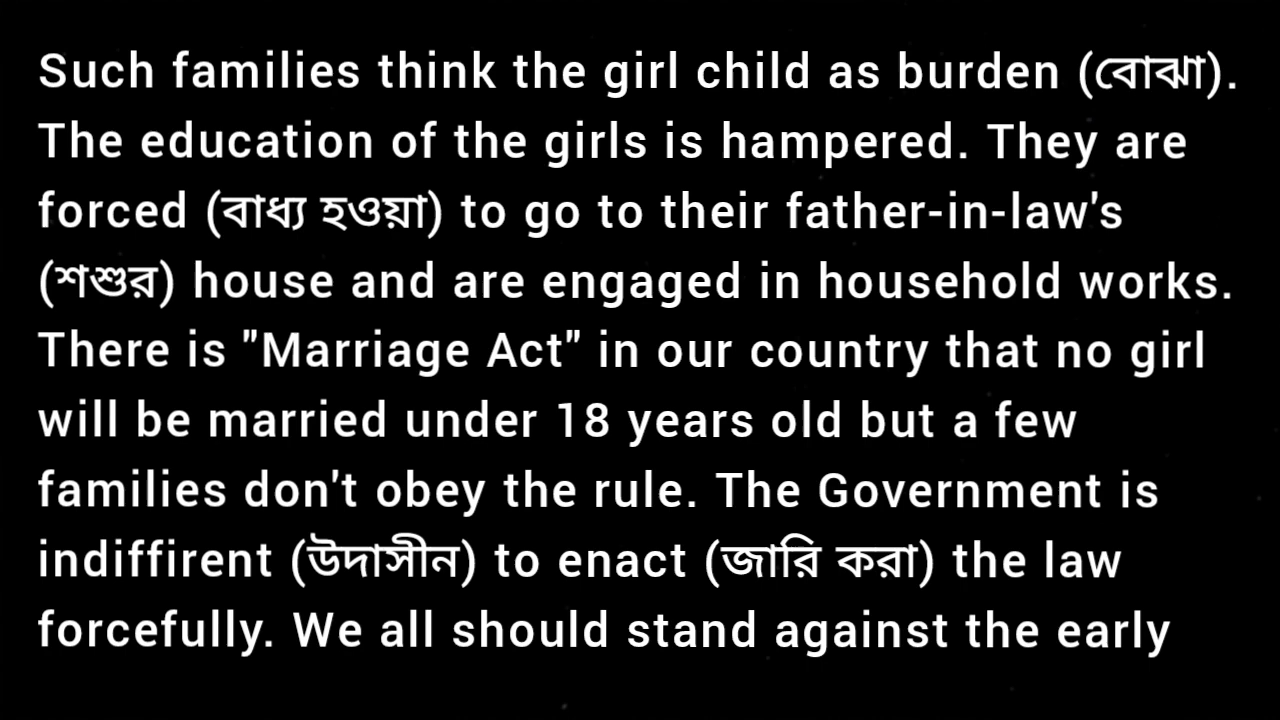 Such families think the girl child as burden (বোঝা).
The education of the girls is hampered. They are
forced (বাধ্য হওয়া) to go to their father-in-law's
(শশুর) house and are engaged in household works.
There is "Marriage Act" in our country that no girl
will be married under 18 years old but a few
families don't obey the rule. The Government is
indiffirent (উদাসীন) to enact (জারি করা) the law
forcefully. We all should stand against the early